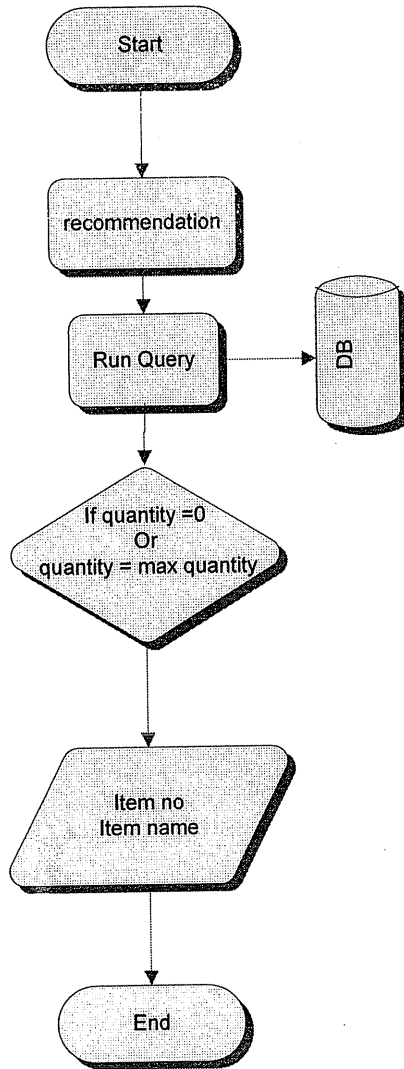 Start
recommendation
Run Query
DB
If quantity =0
Or
quantity = max quantity
Item no
Item name
End